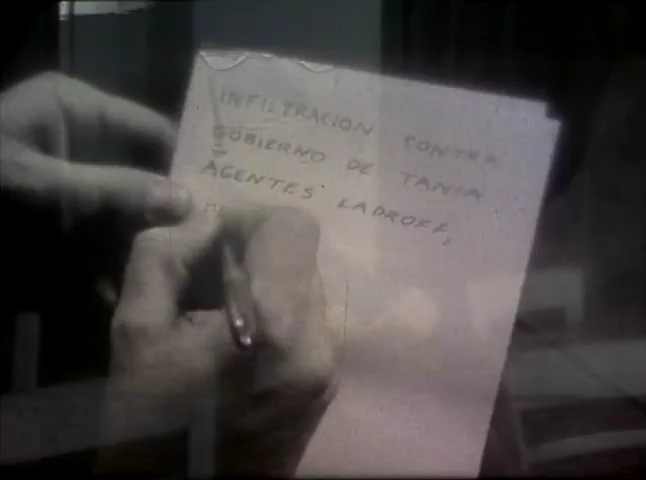 INFILTRACION CONTRA
GOBIERNO DE TANIA
AGENTES LADROFF,